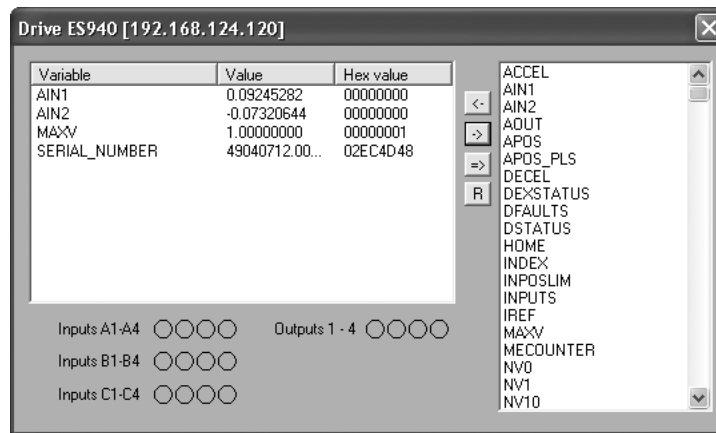 Drive ES940 [192.168.124.120]
Variable Value Hex value
AIN1 0.09245282 00000000
AIN2 -0.07320644 00000000
MAXV 1.00000000 00000001
SERIAL_NUMBER 49040712.00... 02EC4D48
<-
->
=>
R
ACCEL
AIN1
AIN2
AOUT
APOS
APOS_PLS
DECEL
DEXSTATUS
DFAULTS
DSTATUS
HOME
INDEX
INPOSLIM
INPUTS
IREF
MAXV
MECOUNTER
NV0
NV1
NV10
Inputs A1-A4 Outputs 1 - 4
Inputs B1-B4
Inputs C1-C4